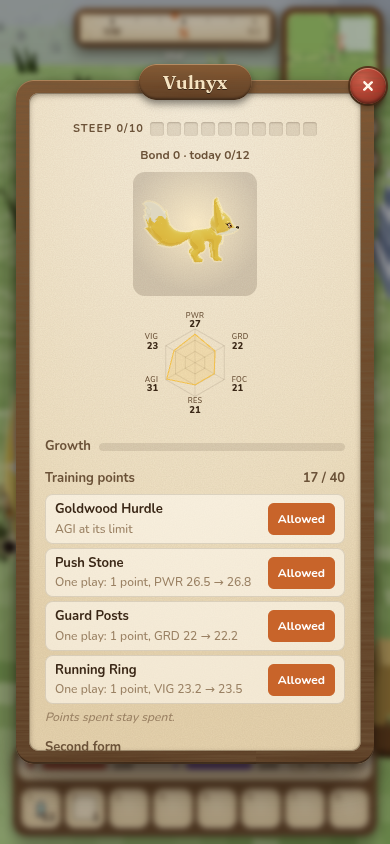 Vulnyx
×
STEEP 0/10
Bond 0 · today 0/12
PWR
27
VIG
23
GRD
22
AGI
31
FOC
21
RES
21
Growth
Training points 17 / 40
Goldwood Hurdle
AGI at its limit
Allowed
Push Stone
One play: 1 point, PWR 26.5 → 26.8
Allowed
Guard Posts
One play: 1 point, GRD 22 → 22.2
Allowed
Running Ring
One play: 1 point, VIG 23.2 → 23.5
Allowed
Points spent stay spent.
Second form